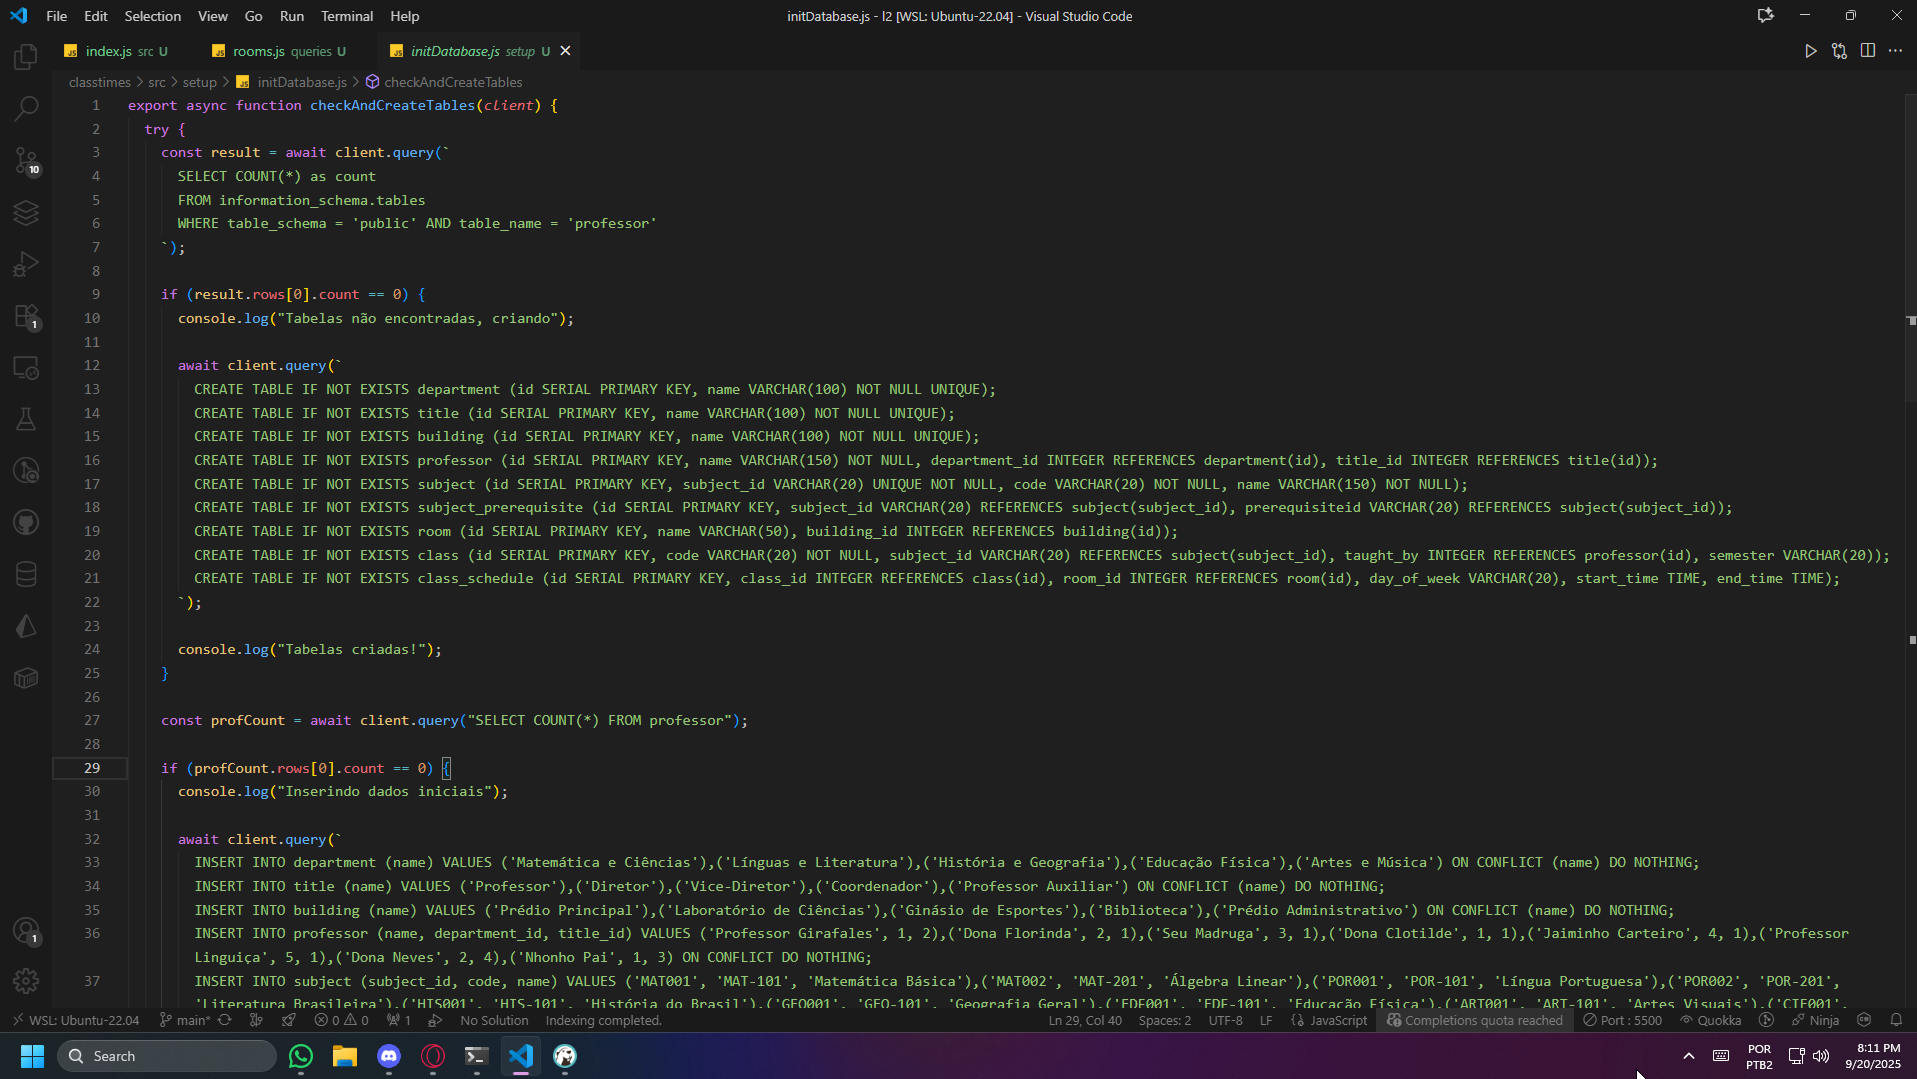 File Edit Selection View Go Run Terminal Help
initDatabase.js - l2 [WSL: Ubuntu-22.04] - Visual Studio Code
index.js src U rooms.js queries U initDatabase.js setup U
classtimes > src > setup > initDatabase.js > checkAndCreateTables
1 export async function checkAndCreateTables(client) {
2 try {
3 const result = await client.query(`
4 SELECT COUNT(*) as count
5 FROM information_schema.tables
6 WHERE table_schema = 'public' AND table_name = 'professor'
7 `);
8
9 if (result.rows[0].count == 0) {
10 console.log("Tabelas não encontradas, criando");
11
12 await client.query(`
13 CREATE TABLE IF NOT EXISTS department (id SERIAL PRIMARY KEY, name VARCHAR(100) NOT NULL UNIQUE);
14 CREATE TABLE IF NOT EXISTS title (id SERIAL PRIMARY KEY, name VARCHAR(100) NOT NULL UNIQUE);
15 CREATE TABLE IF NOT EXISTS building (id SERIAL PRIMARY KEY, name VARCHAR(100) NOT NULL UNIQUE);
16 CREATE TABLE IF NOT EXISTS professor (id SERIAL PRIMARY KEY, name VARCHAR(150) NOT NULL, department_id INTEGER REFERENCES department(id), title_id INTEGER REFERENCES title(id));
17 CREATE TABLE IF NOT EXISTS subject (id SERIAL PRIMARY KEY, subject_id VARCHAR(20) UNIQUE NOT NULL, code VARCHAR(20) NOT NULL, name VARCHAR(150) NOT NULL);
18 CREATE TABLE IF NOT EXISTS subject_prerequisite (id SERIAL PRIMARY KEY, subject_id VARCHAR(20) REFERENCES subject(subject_id), prerequisiteid VARCHAR(20) REFERENCES subject(subject_id));
19 CREATE TABLE IF NOT EXISTS room (id SERIAL PRIMARY KEY, name VARCHAR(50), building_id INTEGER REFERENCES building(id));
20 CREATE TABLE IF NOT EXISTS class (id SERIAL PRIMARY KEY, code VARCHAR(20) NOT NULL, subject_id VARCHAR(20) REFERENCES subject(subject_id), taught_by INTEGER REFERENCES professor(id), semester VARCHAR(20));
21 CREATE TABLE IF NOT EXISTS class_schedule (id SERIAL PRIMARY KEY, class_id INTEGER REFERENCES class(id), room_id INTEGER REFERENCES room(id), day_of_week VARCHAR(20), start_time TIME, end_time TIME);
22 `);
23
24 console.log("Tabelas criadas!");
25 }
26
27 const profCount = await client.query("SELECT COUNT(*) FROM professor");
28
29 if (profCount.rows[0].count == 0) {
30 console.log("Inserindo dados iniciais");
31
32 await client.query(`
33 INSERT INTO department (name) VALUES ('Matemática e Ciências'),('Línguas e Literatura'),('História e Geografia'),('Educação Física'),('Artes e Música') ON CONFLICT (name) DO NOTHING;
34 INSERT INTO title (name) VALUES ('Professor'),('Diretor'),('Vice-Diretor'),('Coordenador'),('Professor Auxiliar') ON CONFLICT (name) DO NOTHING;
35 INSERT INTO building (name) VALUES ('Prédio Principal'),('Laboratório de Ciências'),('Ginásio de Esportes'),('Biblioteca'),('Prédio Administrativo') ON CONFLICT (name) DO NOTHING;
36 INSERT INTO professor (name, department_id, title_id) VALUES ('Professor Girafales', 1, 2),('Dona Florinda', 2, 1),('Seu Madruga', 3, 1),('Dona Clotilde', 1, 1),('Jaiminho Carteiro', 4, 1),('Professor
Linguiça', 5, 1),('Dona Neves', 2, 4),('Nhonho Pai', 1, 3) ON CONFLICT DO NOTHING;
37 INSERT INTO subject (subject_id, code, name) VALUES ('MAT001', 'MAT-101', 'Matemática Básica'),('MAT002', 'MAT-201', 'Álgebra Linear'),('POR001', 'POR-101', 'Língua Portuguesa'),('POR002', 'POR-201',
'Literatura Brasileira'),('HIS001', 'HIS-101', 'História do Brasil'),('GEO001', 'GEO-101', 'Geografia Geral'),('EDF001', 'EDF-101', 'Educação Física'),('ART001', 'ART-101', 'Artes Visuais'),('CIE001',
10
1
1
WSL: Ubuntu-22.04 main* 0 0 1 No Solution Indexing completed. Ln 29, Col 40 Spaces: 2 UTF-8 LF JavaScript Completions quota reached Port : 5500 Quokka Ninja
Search
POR
PTB2
8:11 PM
9/20/2025